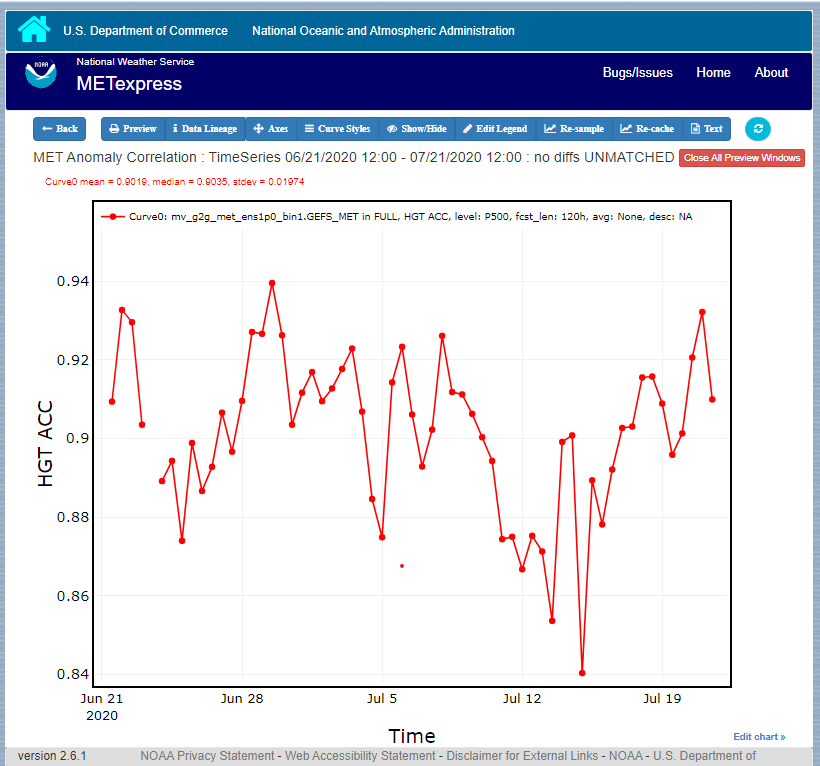 U.S. Department of Commerce National Oceanic and Atmospheric Administration
NOAA
National Weather Service
METexpress
Bugs/Issues Home About
← Back Preview i Data Lineage Axes Curve Styles Show/Hide Edit Legend Re-sample Re-cache Text
MET Anomaly Correlation : TimeSeries 06/21/2020 12:00 - 07/21/2020 12:00 : no diffs UNMATCHED Close All Preview Windows
Curve0 mean = 0.9019, median = 0.9035, stdev = 0.01974
Curve0: mv_g2g_met_ens1p0_bin1.GEFS_MET in FULL, HGT ACC, level: P500, fcst_len: 120h, avg: None, desc: NA
0.94
0.92
0.9
0.88
0.86
0.84
HGT ACC
Jun 21 Jun 28 Jul 5 Jul 12 Jul 19
2020
Time
Edit chart »
version 2.6.1 NOAA Privacy Statement - Web Accessibility Statement - Disclaimer for External Links - NOAA - U.S. Department of